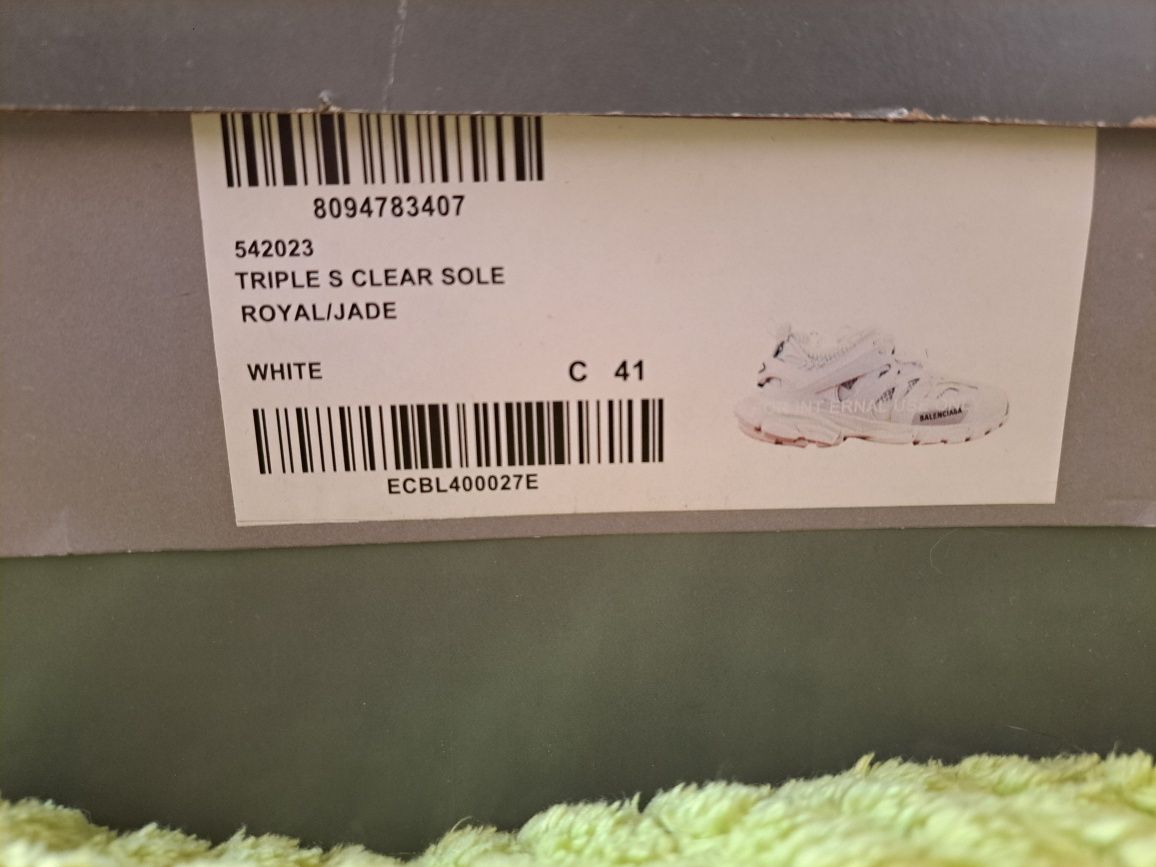 8094783407
542023
TRIPLE S CLEAR SOLE
ROYAL/JADE
WHITE C 41
ECBL400027E
BALENCIAGA